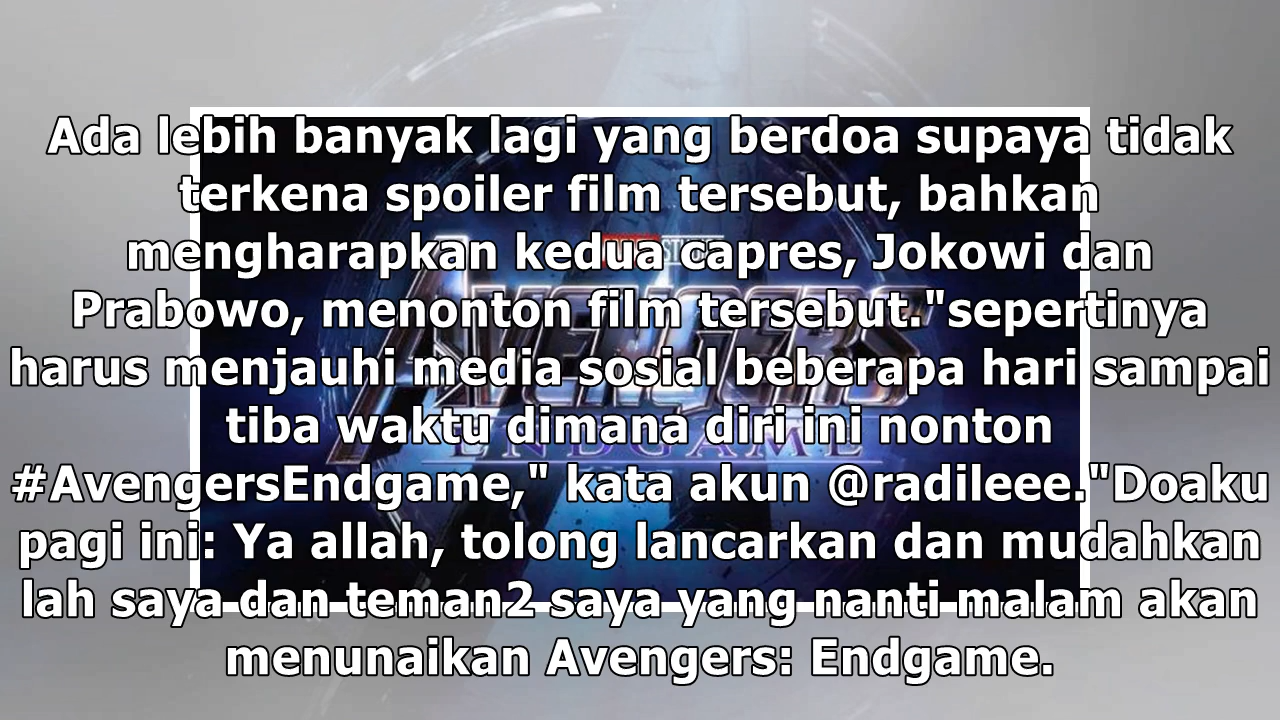 Ada lebih banyak lagi yang berdoa supaya tidak
terkena spoiler film tersebut, bahkan
mengharapkan kedua capres, Jokowi dan
Prabowo, menonton film tersebut."sepertinya
harus menjauhi media sosial beberapa hari sampai
tiba waktu dimana diri ini nonton
#AvengersEndgame," kata akun @radileee."Doaku
pagi ini: Ya allah, tolong lancarkan dan mudahkan
lah saya dan teman2 saya yang nanti malam akan
menunaikan Avengers: Endgame.
AVENGERS
ENDGAME